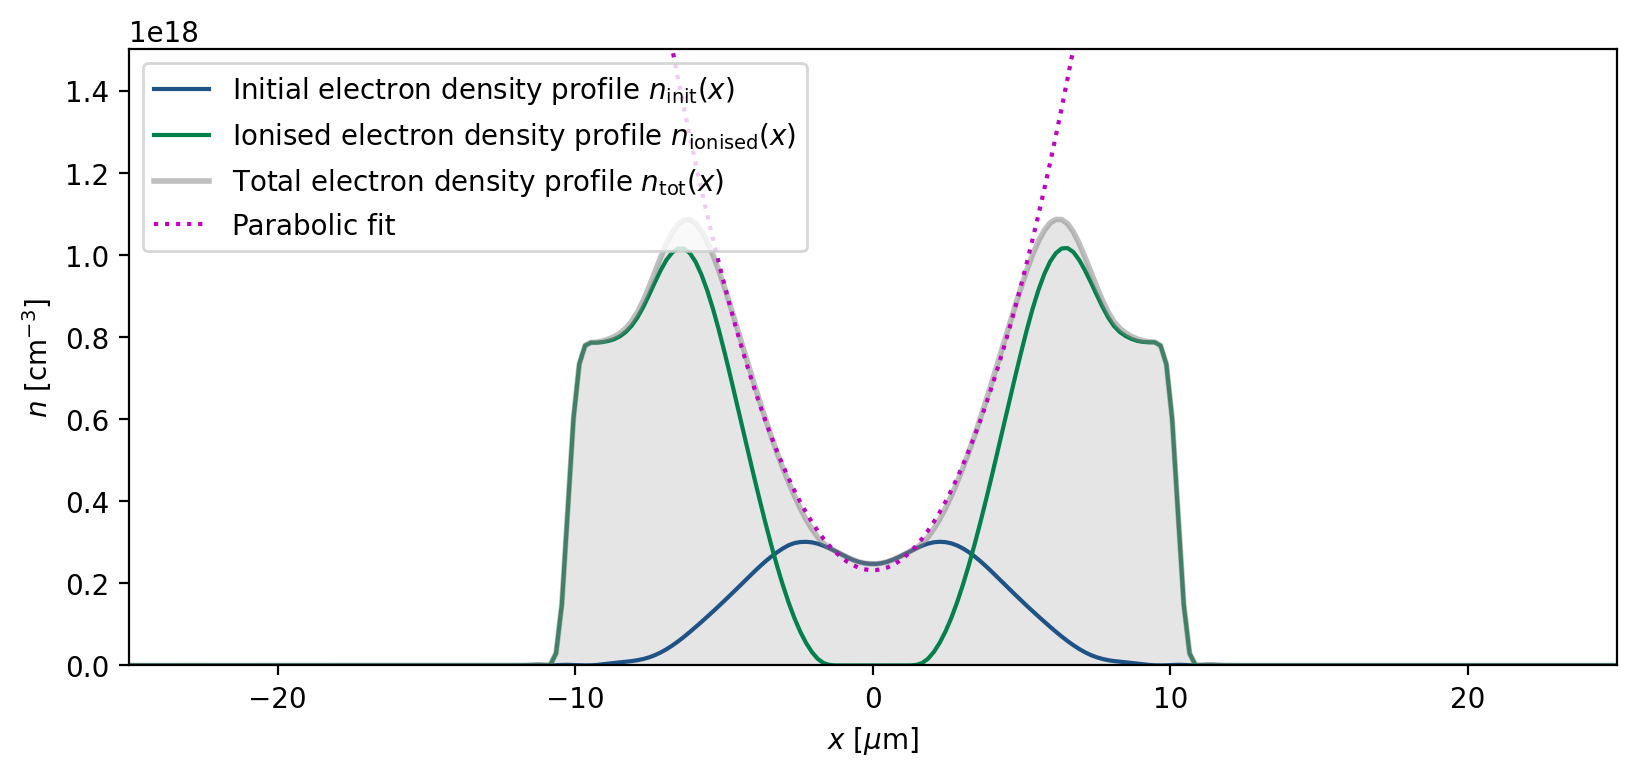 1e18
Initial electron density profile n_init(x)
Ionised electron density profile n_ionised(x)
Total electron density profile n_tot(x)
Parabolic fit
n [cm⁻³]
1.4
1.2
1.0
0.8
0.6
0.4
0.2
0.0
−20 −10 0 10 20
x [μm]